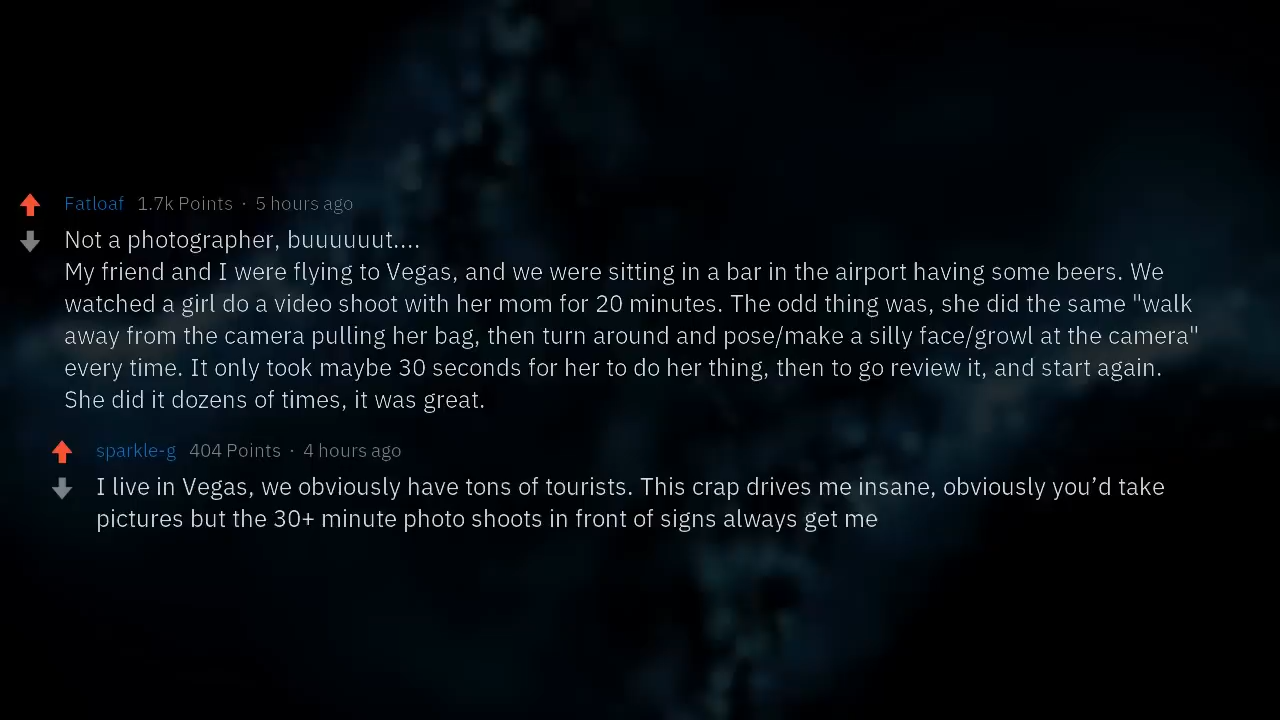 Fatloaf 1.7k Points · 5 hours ago
Not a photographer, buuuuuut....
My friend and I were flying to Vegas, and we were sitting in a bar in the airport having some beers. We
watched a girl do a video shoot with her mom for 20 minutes. The odd thing was, she did the same "walk
away from the camera pulling her bag, then turn around and pose/make a silly face/growl at the camera"
every time. It only took maybe 30 seconds for her to do her thing, then to go review it, and start again.
She did it dozens of times, it was great.
sparkle-g 404 Points · 4 hours ago
I live in Vegas, we obviously have tons of tourists. This crap drives me insane, obviously you’d take
pictures but the 30+ minute photo shoots in front of signs always get me